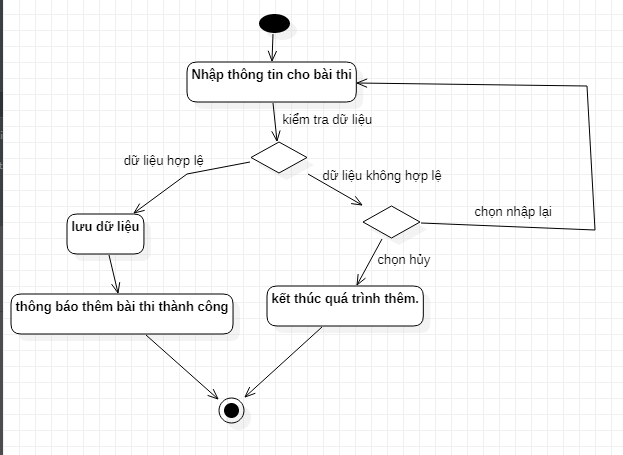 Nhập thông tin cho bài thi
kiểm tra dữ liệu
dữ liệu hợp lệ
dữ liệu không hợp lệ
chọn nhập lại
lưu dữ liệu
chọn hủy
kết thúc quá trình thêm.
thông báo thêm bài thi thành công